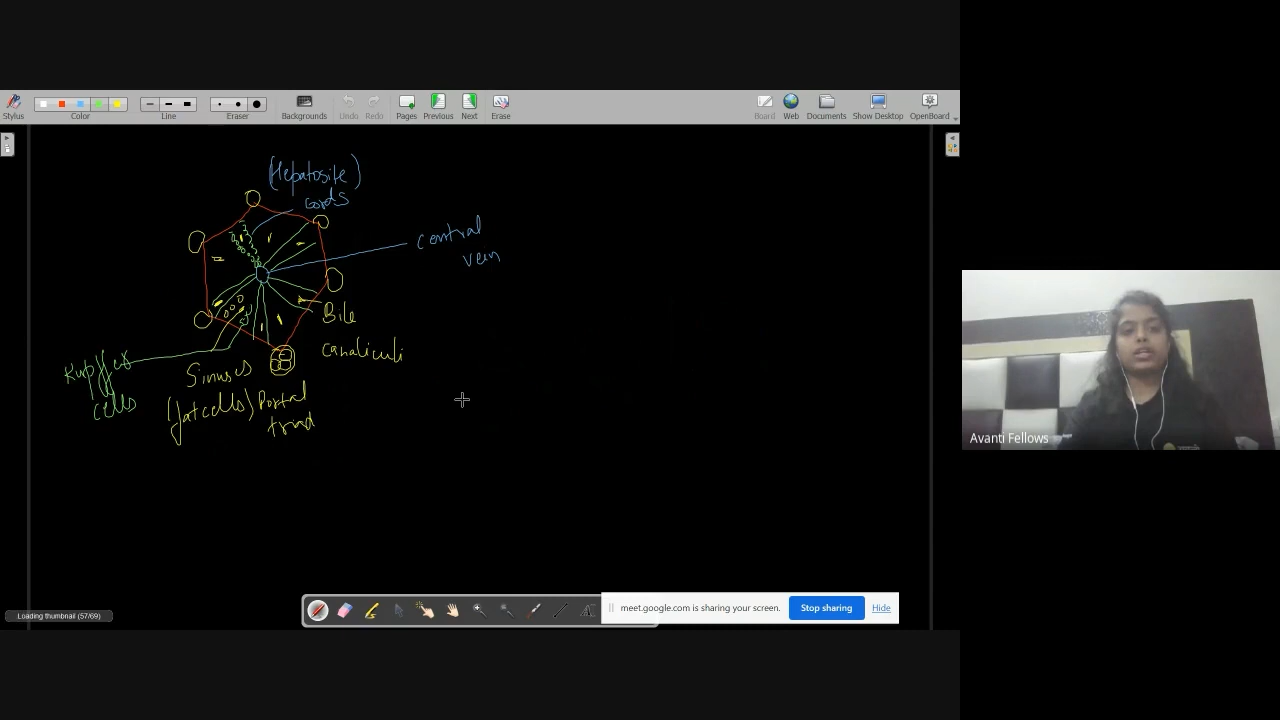 Stylus
Color
Line
Eraser
Backgrounds
Undo
Redo
Pages
Previous
Next
Erase
Board
Web
Documents
Show Desktop
OpenBoard
(Hepatosite)
cords
central
vein
Bile
canaliculi
Kupffer
cells
Sinuses
(fat cells)
Portal
triad
Avanti Fellows
Loading thumbnail (57/69)
meet.google.com is sharing your screen.
Stop sharing
Hide